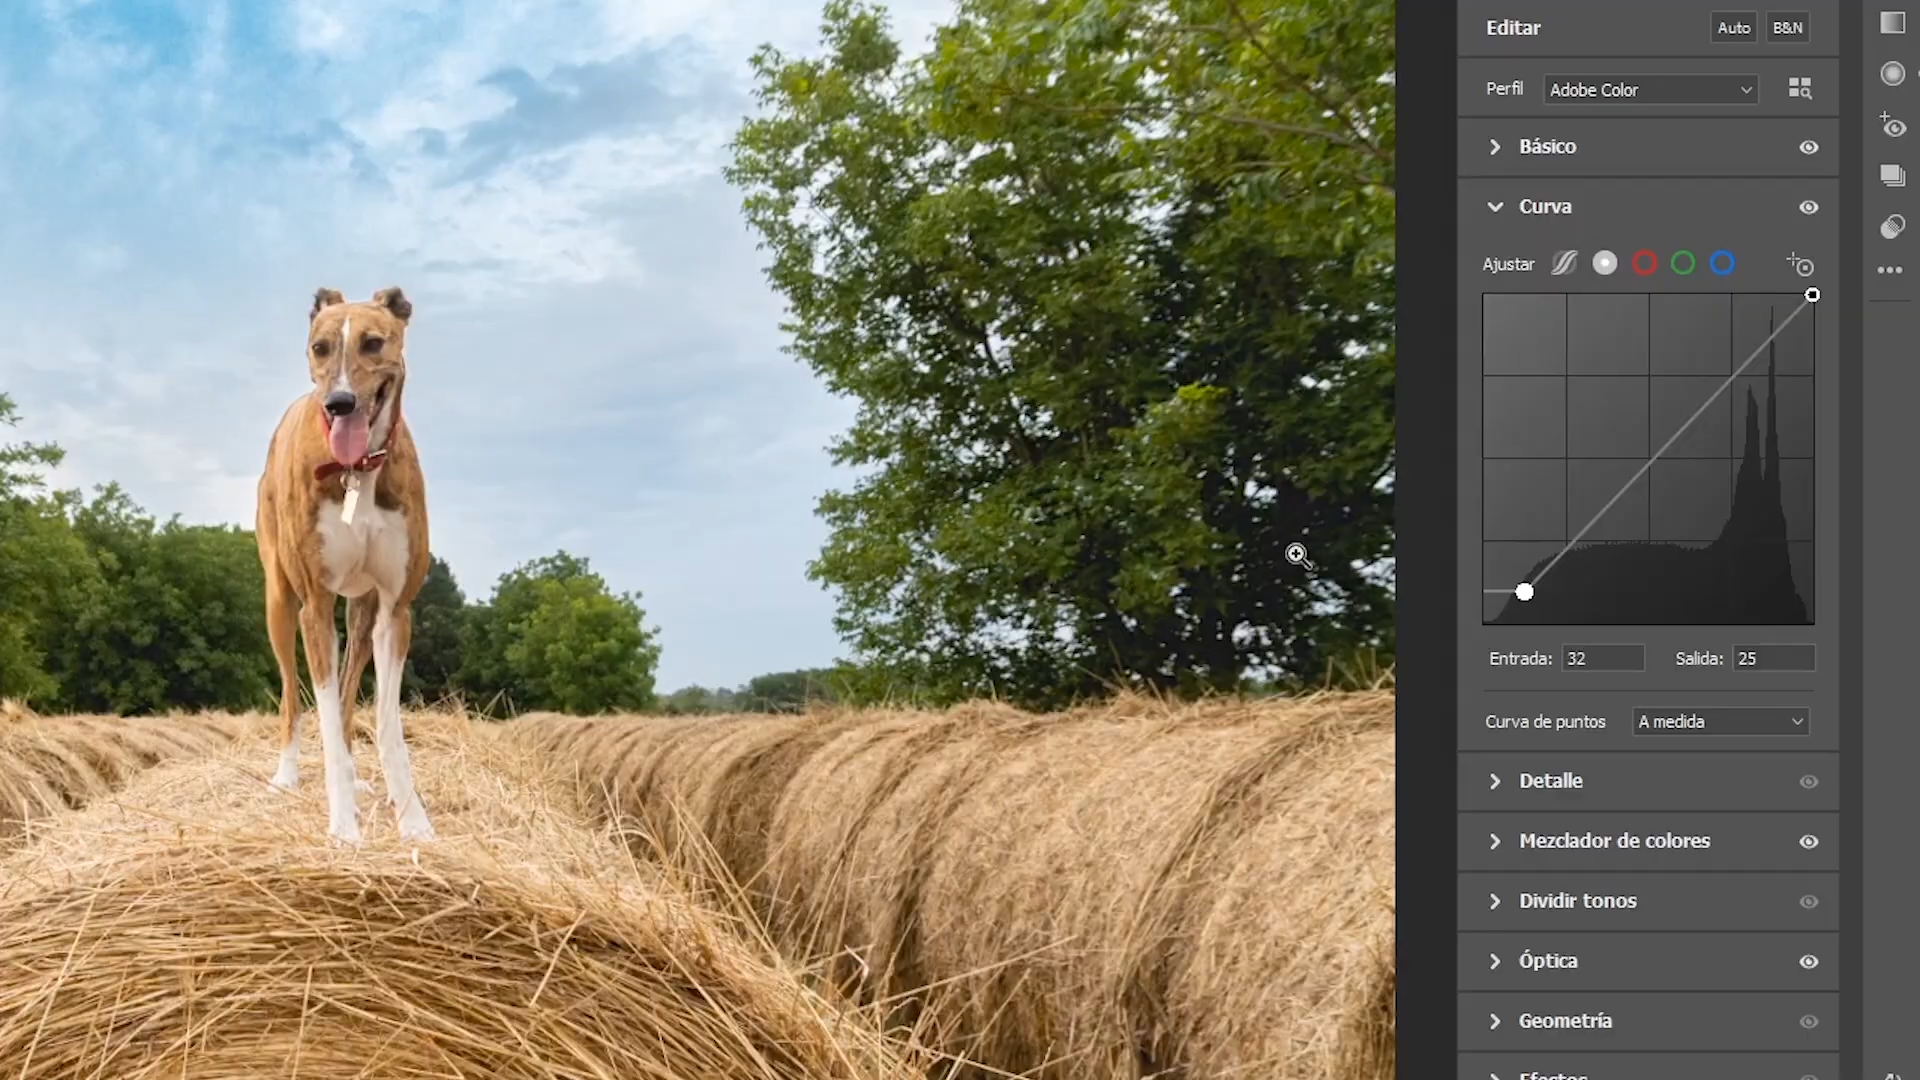 Editar
Auto
B&N
Perfil
Adobe Color
Básico
Curva
Ajustar
Entrada: 32
Salida: 25
Curva de puntos
A medida
Detalle
Mezclador de colores
Dividir tonos
Óptica
Geometría
Efectos